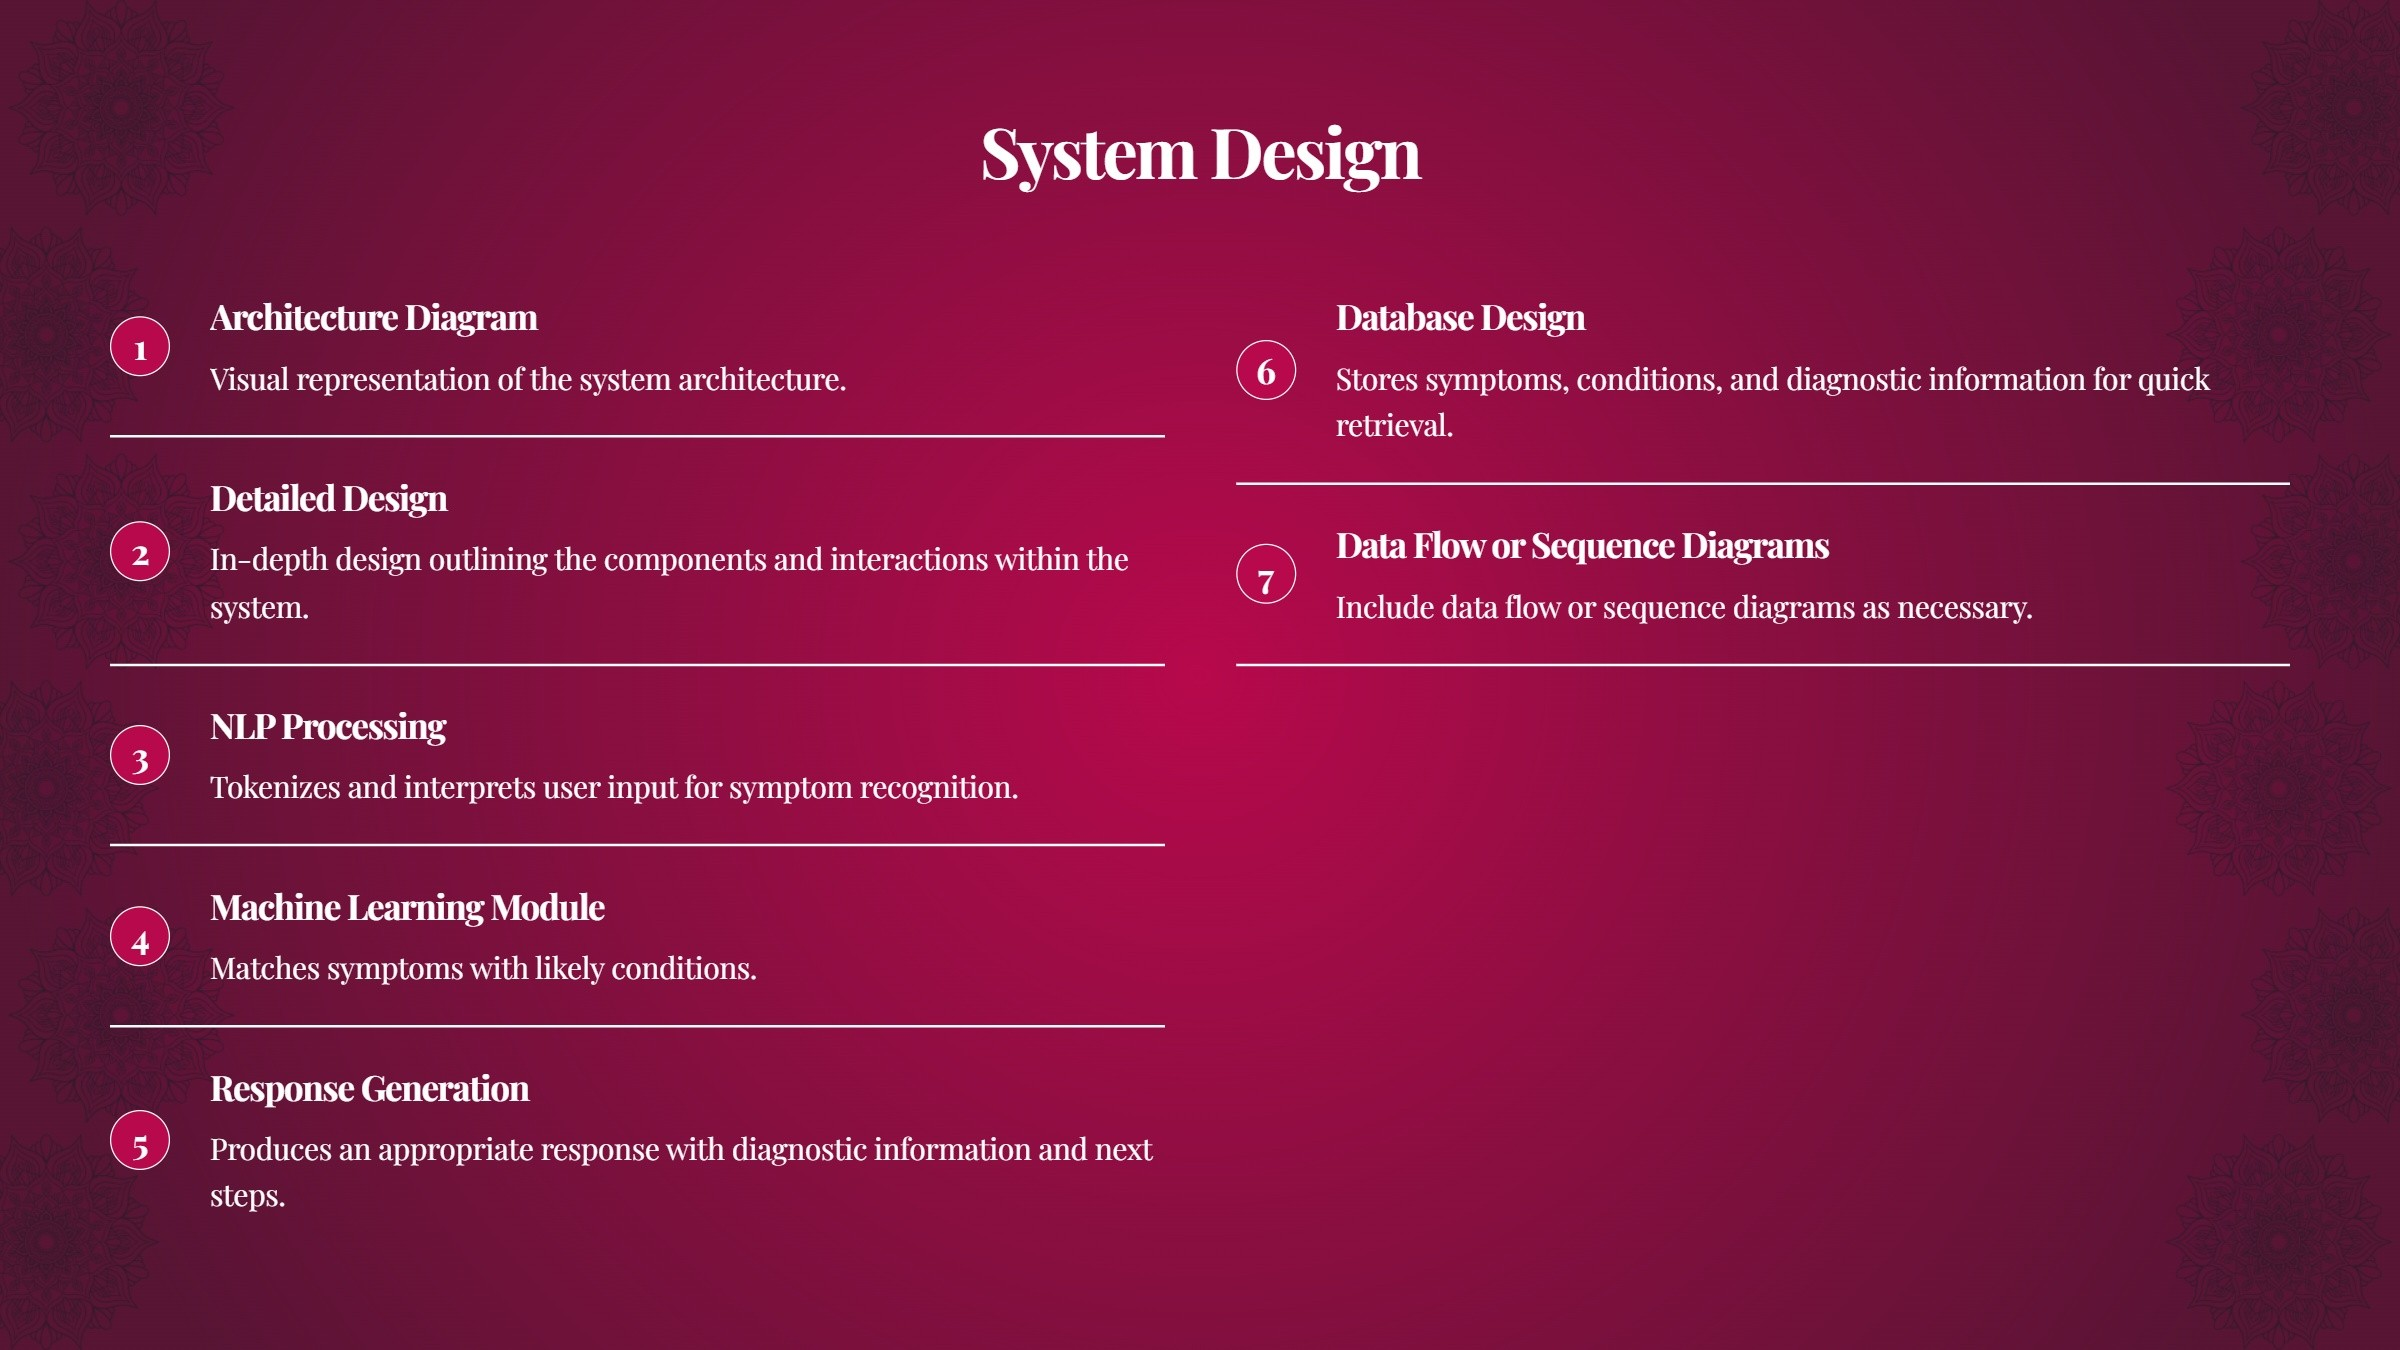 System Design
1
Architecture Diagram
Visual representation of the system architecture.
2
Detailed Design
In-depth design outlining the components and interactions within the
system.
3
NLP Processing
Tokenizes and interprets user input for symptom recognition.
4
Machine Learning Module
Matches symptoms with likely conditions.
5
Response Generation
Produces an appropriate response with diagnostic information and next
steps.
6
Database Design
Stores symptoms, conditions, and diagnostic information for quick
retrieval.
7
Data Flow or Sequence Diagrams
Include data flow or sequence diagrams as necessary.